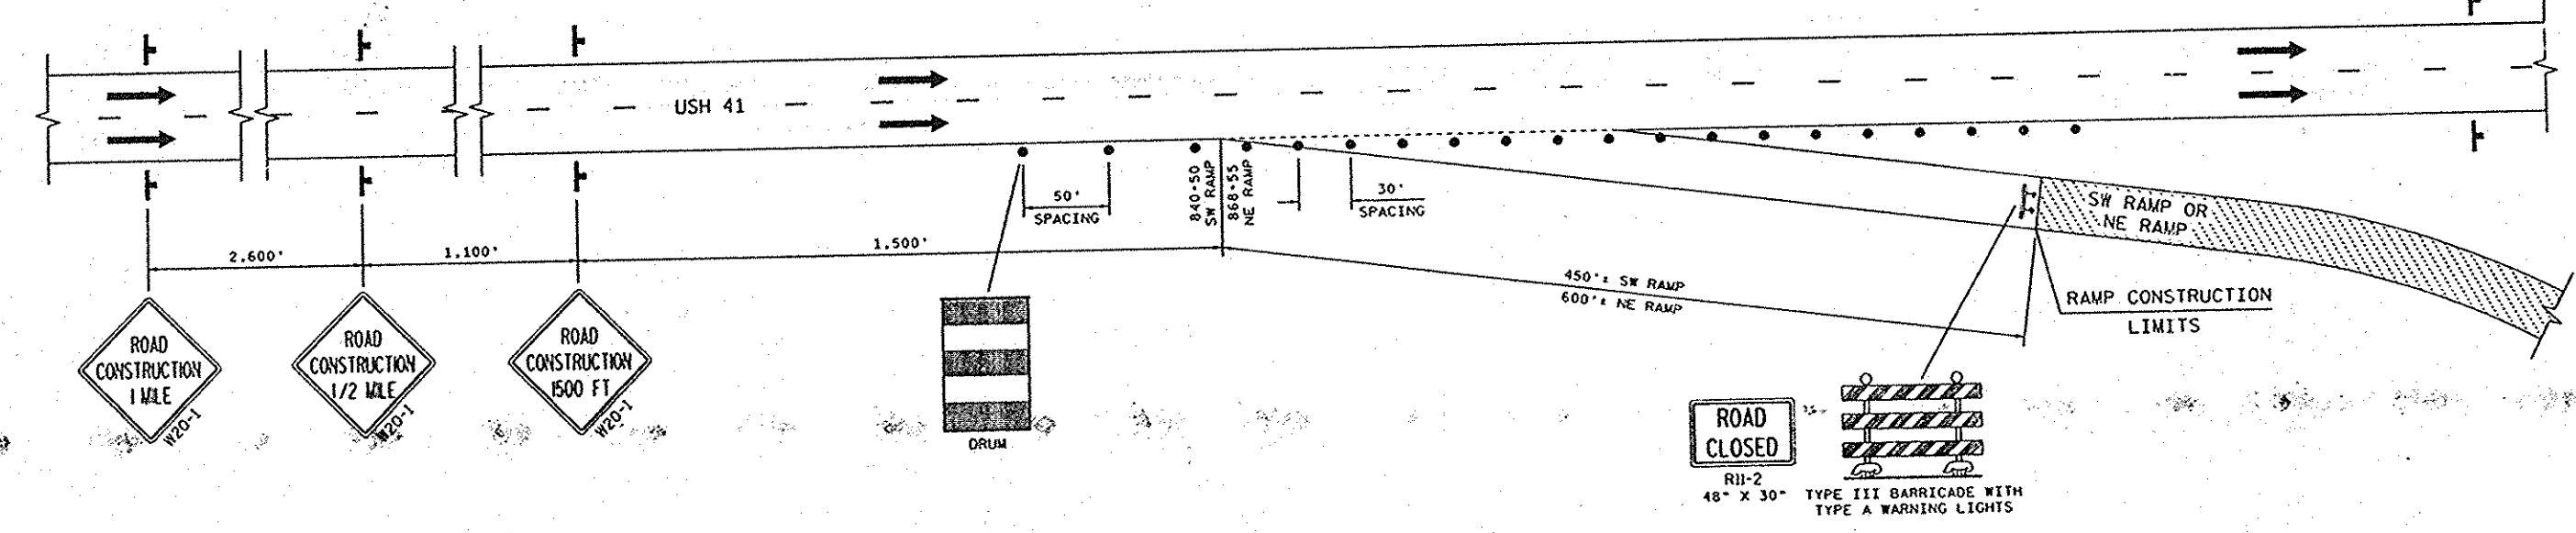 USH 41
840+50
SW RAMP
868+55
NE RAMP
50'
SPACING
30'
SPACING
SW RAMP OR
NE RAMP
2,600'
1,100'
1,500'
450'± SW RAMP
600'± NE RAMP
RAMP CONSTRUCTION
LIMITS
ROAD
CONSTRUCTION
1 MILE
W20-1
ROAD
CONSTRUCTION
1/2 MILE
W20-1
ROAD
CONSTRUCTION
1500 FT
W20-1
DRUM
ROAD
CLOSED
R11-2
48" X 30"
TYPE III BARRICADE WITH
TYPE A WARNING LIGHTS